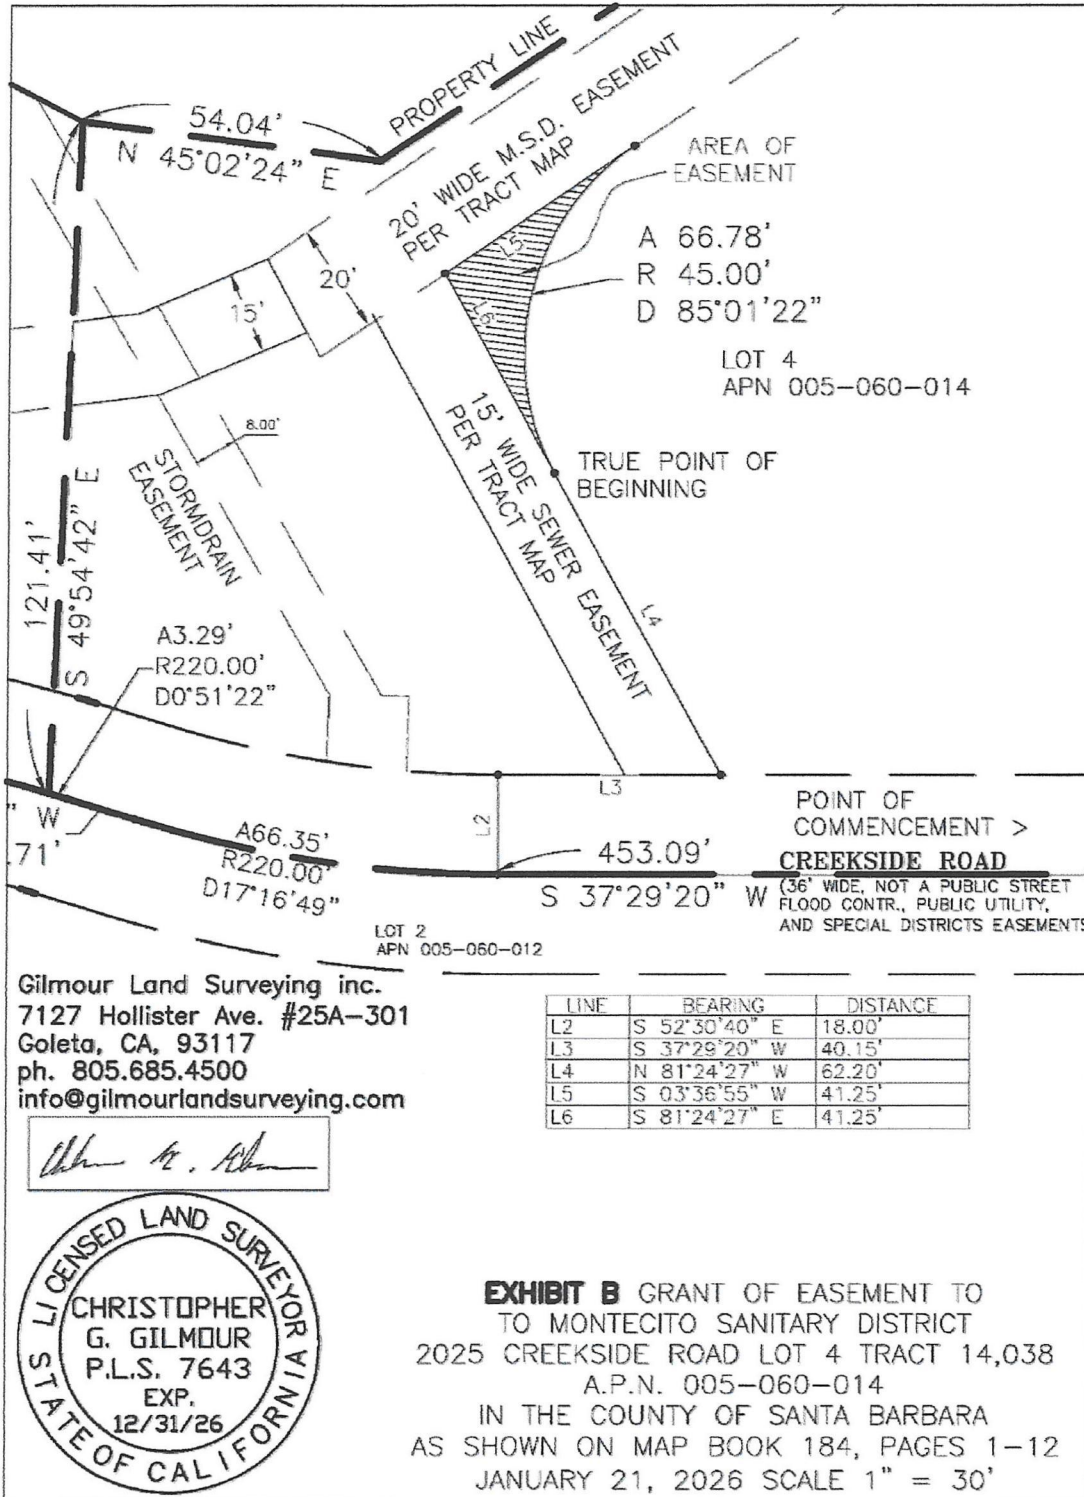 54.04'
N 45°02'24" E
PROPERTY LINE
20' WIDE M.S.D. EASEMENT
PER TRACT MAP
AREA OF
EASEMENT
L5
L6
20'
15'
A 66.78'
R 45.00'
D 85°01'22"
LOT 4
APN 005-060-014
8.00'
STORMDRAIN
EASEMENT
15' WIDE SEWER EASEMENT
PER TRACT MAP
TRUE POINT OF
BEGINNING
L4
121.41'
S 49°54'42" E
A3.29'
R220.00'
D0°51'22"
L3
L2
" W
.71'
A66.35'
R220.00'
D17°16'49"
453.09'
S 37°29'20" W
POINT OF
COMMENCEMENT >
CREEKSIDE ROAD
(36' WIDE, NOT A PUBLIC STREET
FLOOD CONTR., PUBLIC UTILITY,
AND SPECIAL DISTRICTS EASEMENTS
LOT 2
APN 005-060-012
Gilmour Land Surveying inc.
7127 Hollister Ave. #25A-301
Goleta, CA, 93117
ph. 805.685.4500
info@gilmourlandsurveying.com
LINE BEARING DISTANCE
L2 S 52°30'40" E 18.00'
L3 S 37°29'20" W 40.15'
L4 N 81°24'27" W 62.20'
L5 S 03°36'55" W 41.25'
L6 S 81°24'27" E 41.25'
LICENSED LAND SURVEYOR
CHRISTOPHER
G. GILMOUR
P.L.S. 7643
EXP.
12/31/26
STATE OF CALIFORNIA
EXHIBIT B GRANT OF EASEMENT TO
TO MONTECITO SANITARY DISTRICT
2025 CREEKSIDE ROAD LOT 4 TRACT 14,038
A.P.N. 005-060-014
IN THE COUNTY OF SANTA BARBARA
AS SHOWN ON MAP BOOK 184, PAGES 1-12
JANUARY 21, 2026 SCALE 1" = 30'